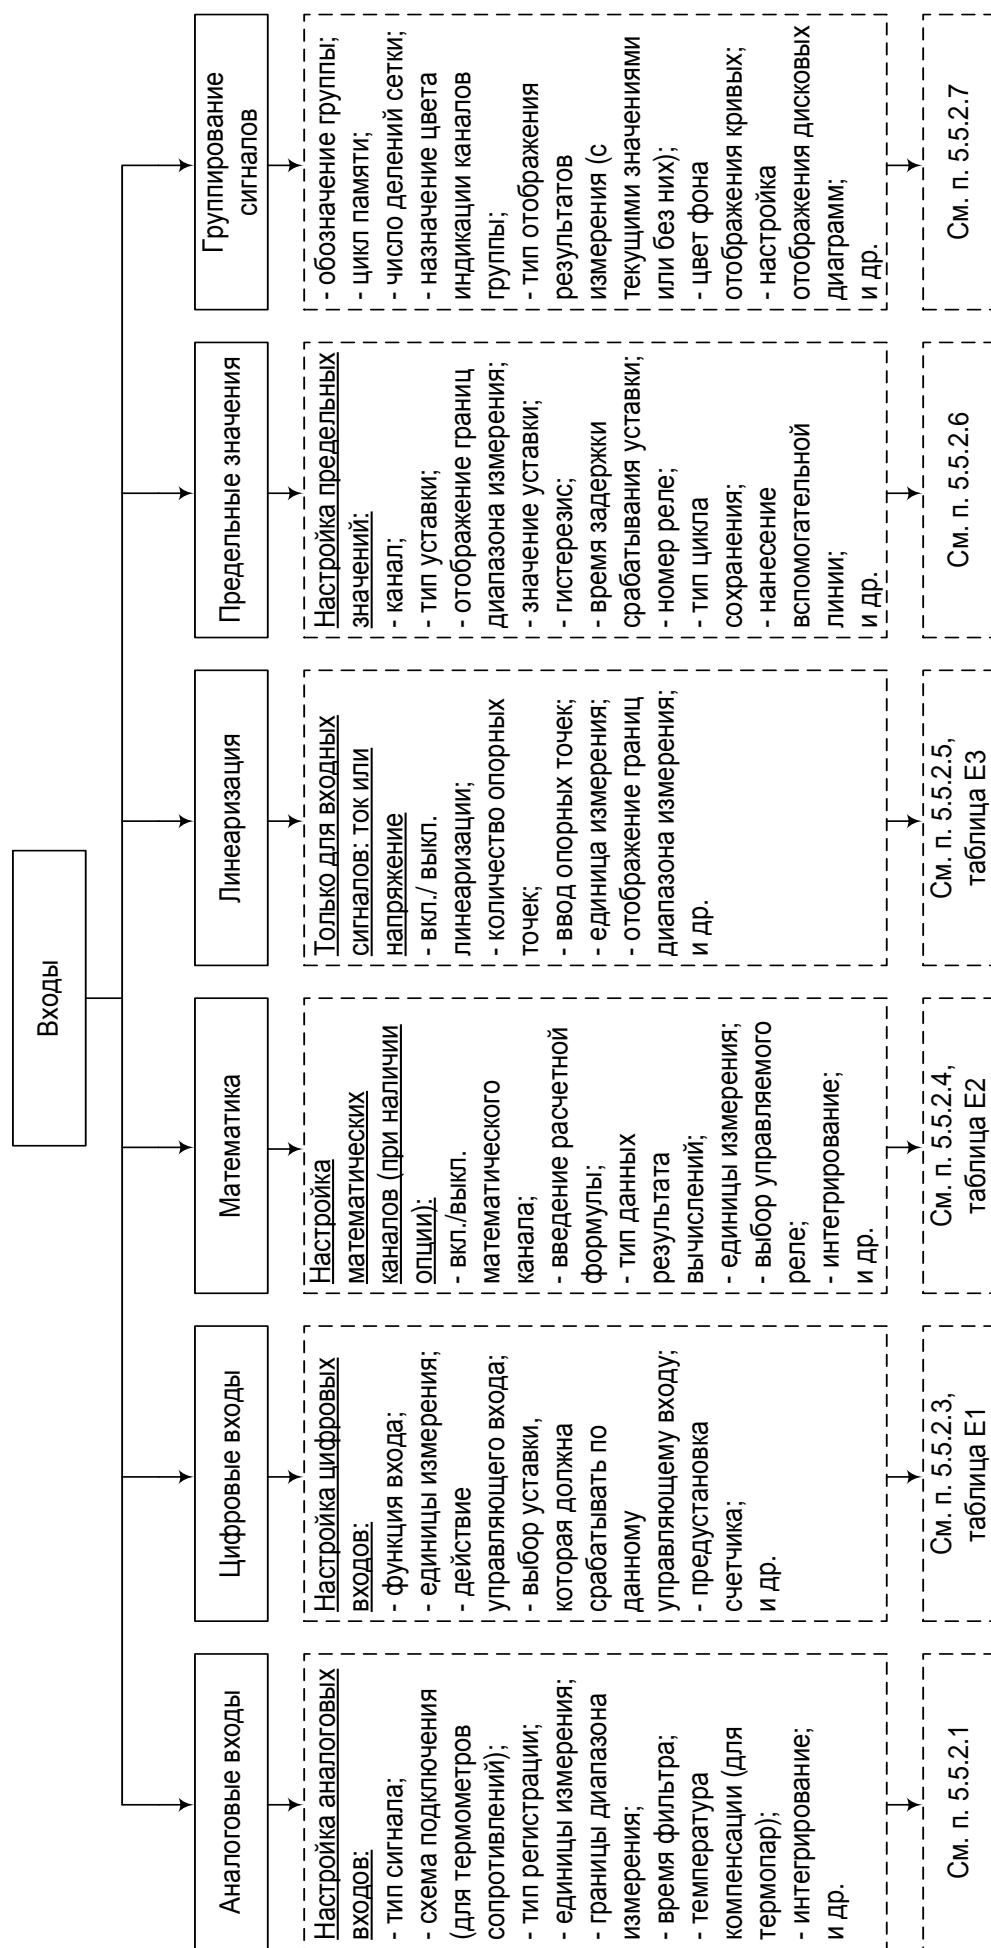 Входы
Аналоговые входы
Настройка аналоговых
входов:
- тип сигнала;
- схема подключения
(для термометров
сопротивлений);
- тип регистрации;
- единицы измерения;
- границы диапазона
измерения;
- время фильтра;
- температура
компенсации (для
термопар);
- интегрирование;
и др.
См. п. 5.5.2.1
Цифровые входы
Настройка цифровых
входов:
- функция входа;
- единицы измерения;
- действие
управляющего входа;
- выбор уставки,
которая должна
срабатывать по
данному
управляющему входу;
- предустановка
счетчика;
и др.
См. п. 5.5.2.3,
таблица Е1
Математика
Настройка
математических
каналов (при наличии
опции):
- вкл./выкл.
математического
канала;
- введение расчетной
формулы;
- тип данных
результата
вычислений;
- единицы измерения;
- выбор управляемого
реле;
- интегрирование;
и др.
См. п. 5.5.2.4,
таблица Е2
Линеаризация
Только для входных
сигналов: ток или
напряжение
- вкл./ выкл.
линеаризации;
- количество опорных
точек;
- ввод опорных точек;
- единица измерения;
- отображение границ
диапазона измерения;
и др.
См. п. 5.5.2.5,
таблица Е3
Предельные значения
Настройка предельных
значений:
- канал;
- тип уставки;
- отображение границ
диапазона измерения;
- значение уставки;
- гистерезис;
- время задержки
срабатывания уставки;
- номер реле;
- тип цикла
сохранения;
- нанесение
вспомогательной
линии;
и др.
См. п. 5.5.2.6
Группирование
сигналов
- обозначение группы;
- цикл памяти;
- число делений сетки;
- назначение цвета
индикации каналов
группы;
- тип отображения
результатов
измерения (с
текущими значениями
или без них);
- цвет фона
отображения кривых;
- настройка
отображения дисковых
диаграмм;
и др.
См. п. 5.5.2.7